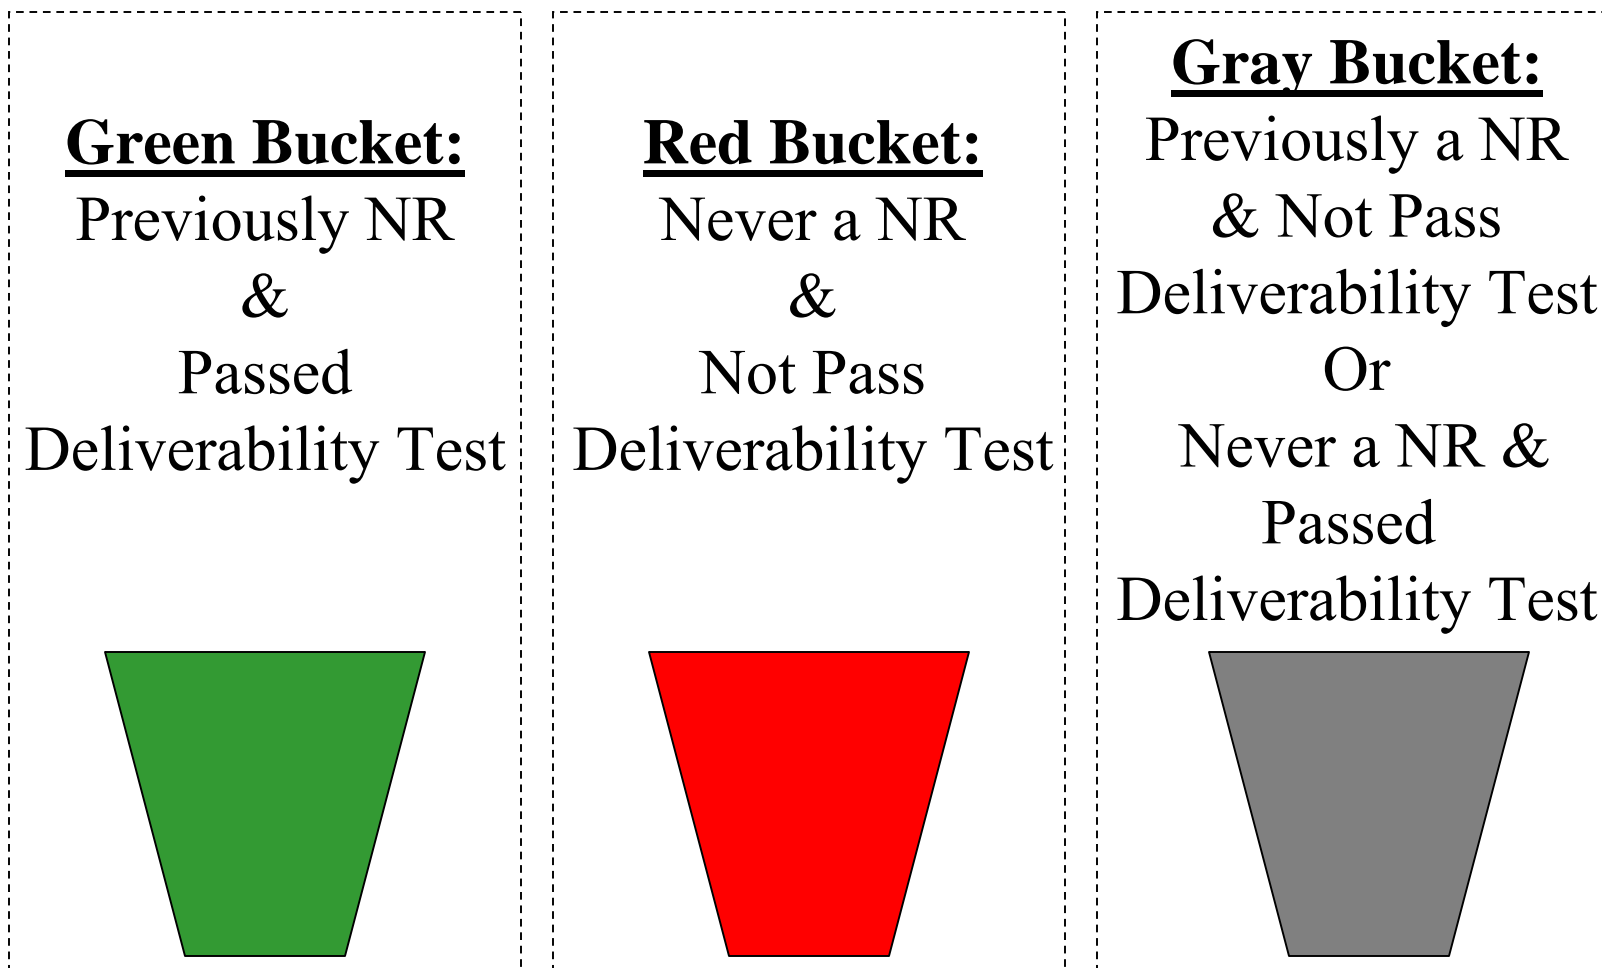 Green Bucket:
Previously NR
&
Passed
Deliverability Test
Red Bucket:
Never a NR
&
Not Pass
Deliverability Test
Gray Bucket:
Previously a NR
& Not Pass
Deliverability Test
Or
Never a NR &
Passed
Deliverability Test